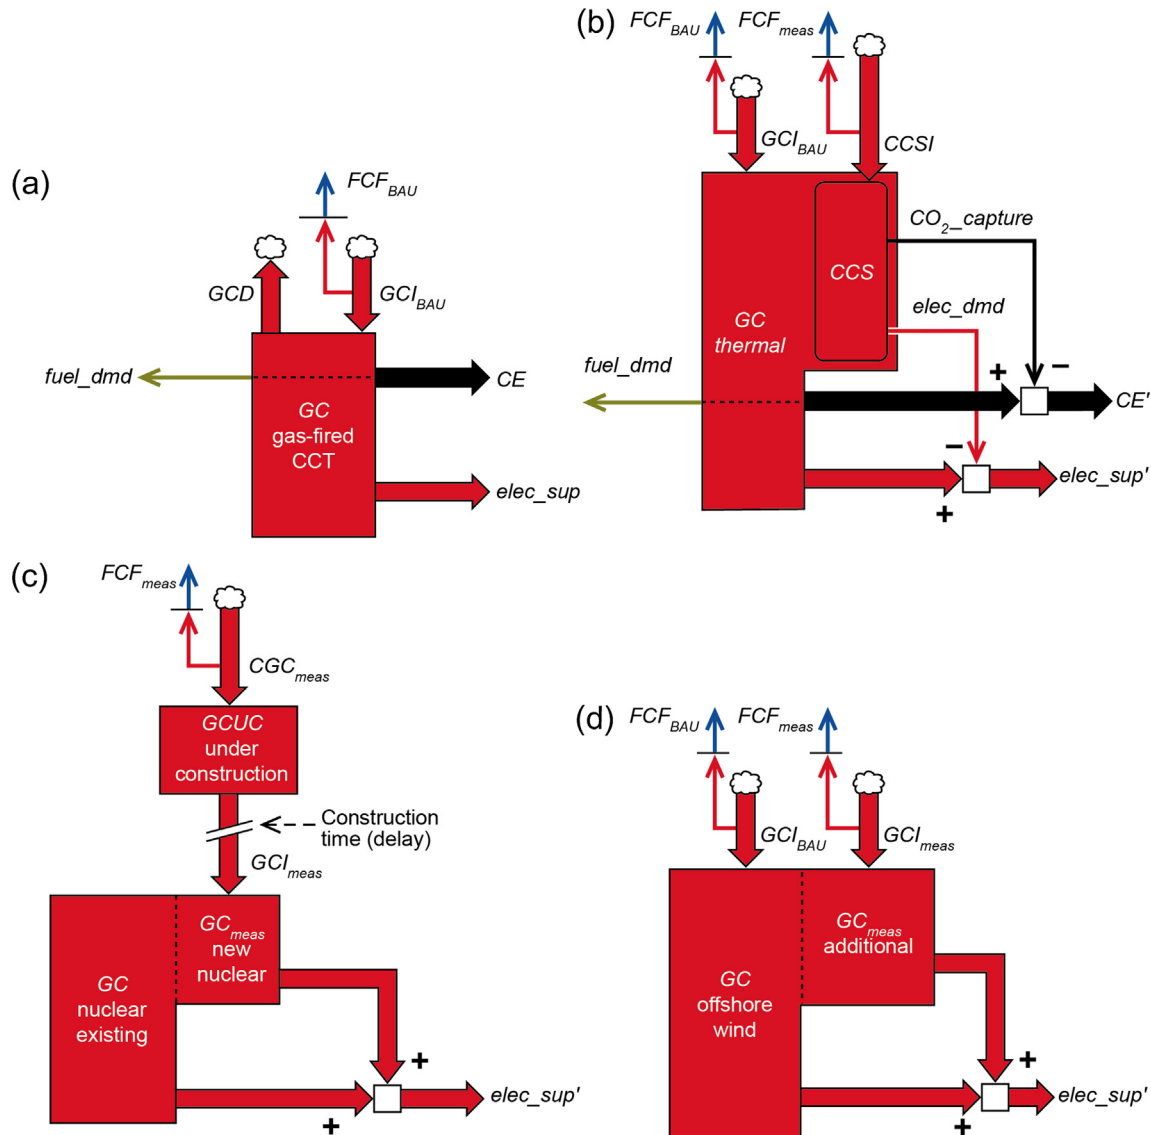 (a)
FCF_BAU
GCD
GCI_BAU
fuel_dmd
CE
GC
gas-fired
CCT
elec_sup
(b)
FCF_BAU
FCF_meas
GCI_BAU
CCSI
CO₂_capture
CCS
elec_dmd
GC
thermal
fuel_dmd
+
−
CE'
−
elec_sup'
+
(c)
FCF_meas
CGC_meas
GCUC
under
construction
Construction
time (delay)
GCI_meas
GC_meas
new
nuclear
GC
nuclear
existing
+
elec_sup'
+
(d)
FCF_BAU
FCF_meas
GCI_BAU
GCI_meas
GC_meas
additional
GC
offshore
wind
+
elec_sup'
+